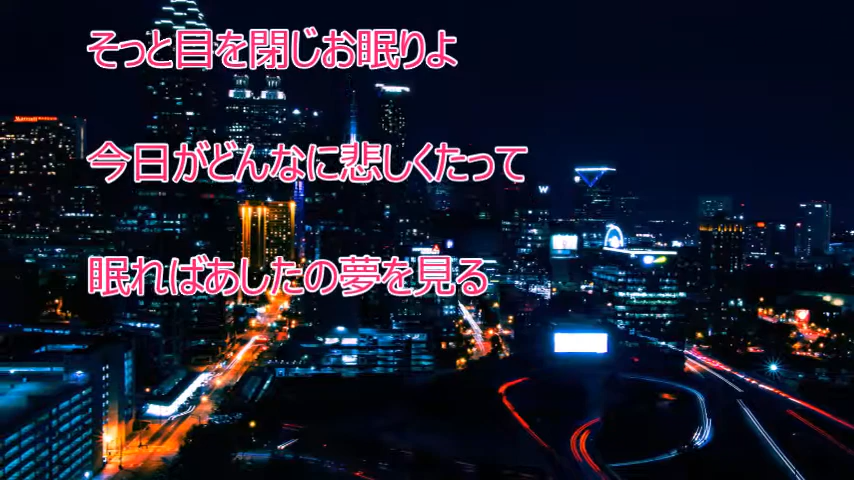 そっと目を閉じお眠りよ
Marriott
今日がどんなに悲しくたって
W
眠ればあしたの夢を見る